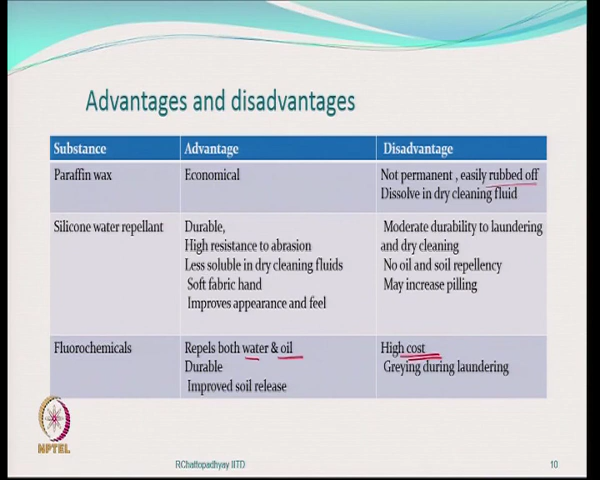 Advantages and disadvantages
Substance Advantage Disadvantage
Paraffin wax Economical Not permanent , easily rubbed off
Dissolve in dry cleaning fluid
Silicone water repellant Durable, Moderate durability to laundering
High resistance to abrasion and dry cleaning
Less soluble in dry cleaning fluids No oil and soil repellency
Soft fabric hand May increase pilling
Improves appearance and feel
Fluorochemicals Repels both water & oil High cost
Durable Greying during laundering
Improved soil release
NPTEL
RChattopadhyay IITD 10